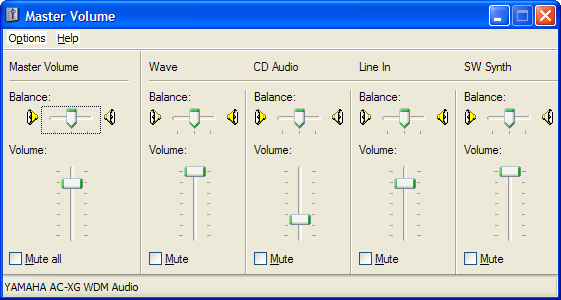 Master Volume
Options Help
Master Volume Wave CD Audio Line In SW Synth
Balance: Balance: Balance: Balance: Balance:
Volume: Volume: Volume: Volume: Volume:
Mute all Mute Mute Mute Mute
YAMAHA AC-XG WDM Audio